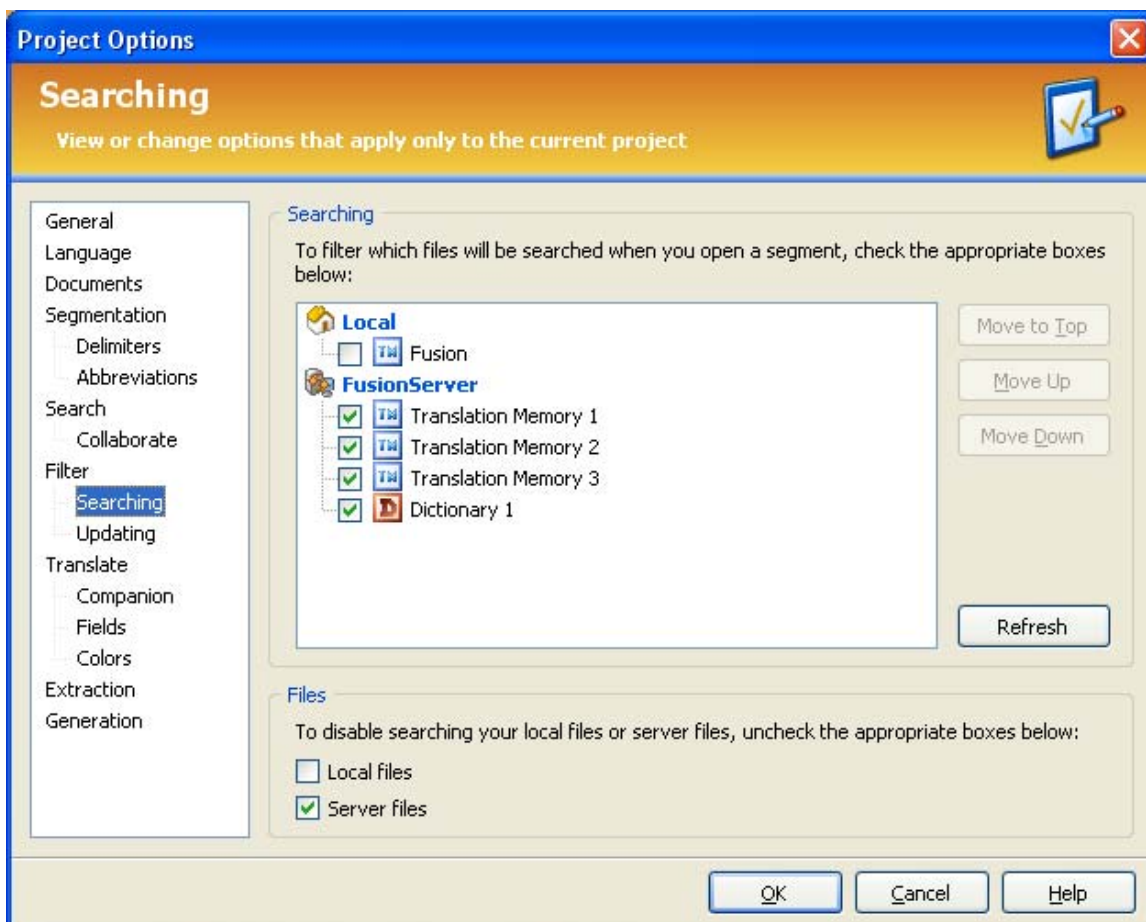 Project Options
Searching
View or change options that apply only to the current project
General
Language
Documents
Segmentation
Delimiters
Abbreviations
Search
Collaborate
Filter
Searching
Updating
Translate
Companion
Fields
Colors
Extraction
Generation
Searching
To filter which files will be searched when you open a segment, check the appropriate boxes
below:
Local
TM Fusion
FusionServer
TM Translation Memory 1
TM Translation Memory 2
TM Translation Memory 3
D Dictionary 1
Move to Top
Move Up
Move Down
Refresh
Files
To disable searching your local files or server files, uncheck the appropriate boxes below:
Local files
Server files
OK
Cancel
Help